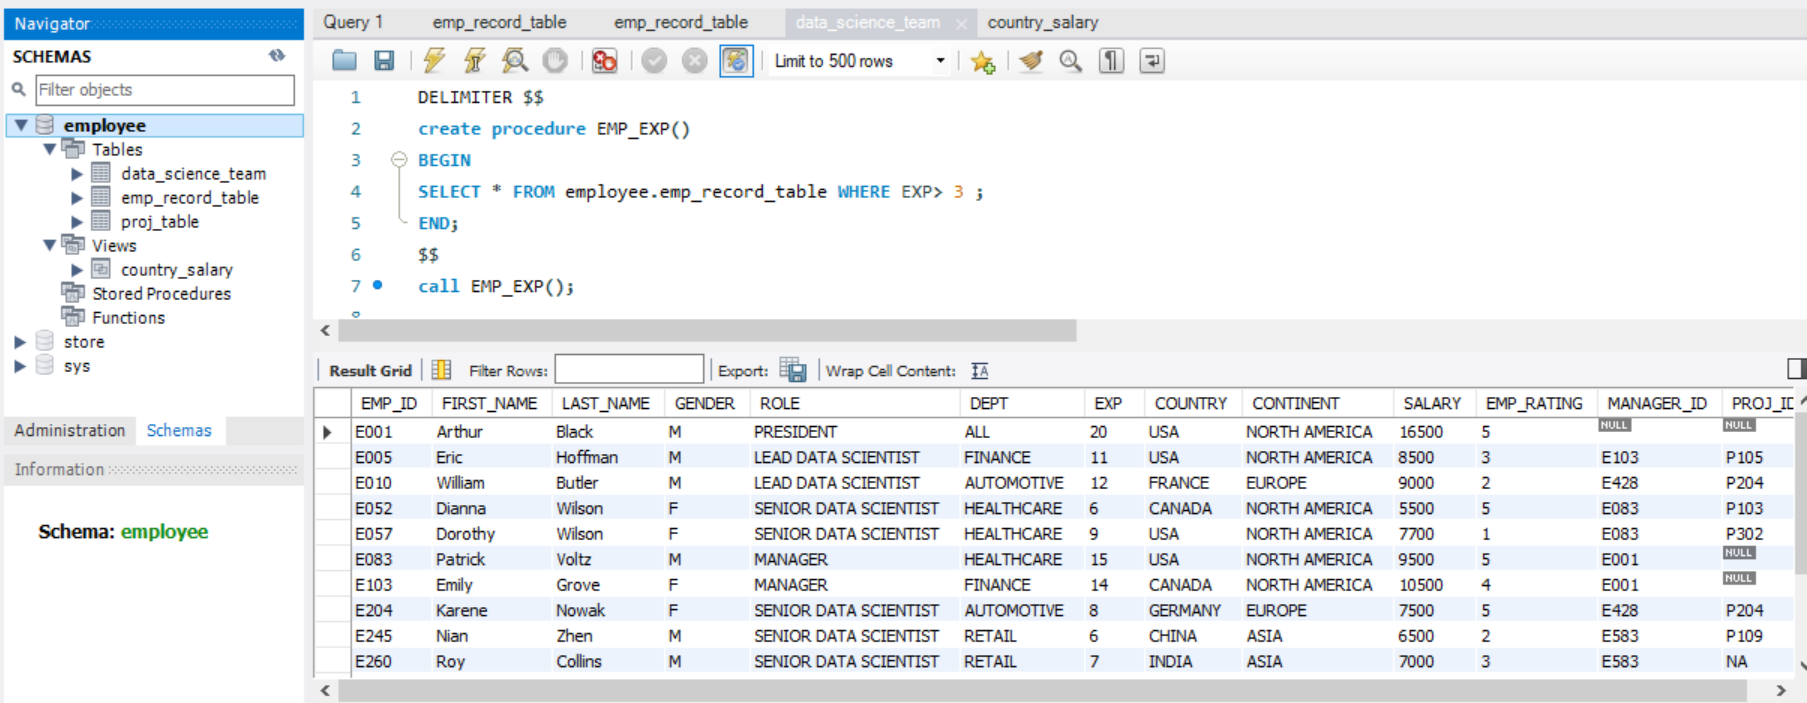 Navigator
SCHEMAS
Filter objects
employee
Tables
data_science_team
emp_record_table
proj_table
Views
country_salary
Stored Procedures
Functions
store
sys
Administration Schemas
Information
Schema: employee
Query 1 emp_record_table emp_record_table data_science_team country_salary
Limit to 500 rows
1 DELIMITER $$
2 create procedure EMP_EXP()
3 BEGIN
4 SELECT * FROM employee.emp_record_table WHERE EXP> 3 ;
5 END;
6 $$
7 call EMP_EXP();
Result Grid Filter Rows: Export: Wrap Cell Content:
EMP_ID FIRST_NAME LAST_NAME GENDER ROLE DEPT EXP COUNTRY CONTINENT SALARY EMP_RATING MANAGER_ID PROJ_ID
E001 Arthur Black M PRESIDENT ALL 20 USA NORTH AMERICA 16500 5 NULL NULL
E005 Eric Hoffman M LEAD DATA SCIENTIST FINANCE 11 USA NORTH AMERICA 8500 3 E103 P105
E010 William Butler M LEAD DATA SCIENTIST AUTOMOTIVE 12 FRANCE EUROPE 9000 2 E428 P204
E052 Dianna Wilson F SENIOR DATA SCIENTIST HEALTHCARE 6 CANADA NORTH AMERICA 5500 5 E083 P103
E057 Dorothy Wilson F SENIOR DATA SCIENTIST HEALTHCARE 9 USA NORTH AMERICA 7700 1 E083 P302
E083 Patrick Voltz M MANAGER HEALTHCARE 15 USA NORTH AMERICA 9500 5 E001 NULL
E103 Emily Grove F MANAGER FINANCE 14 CANADA NORTH AMERICA 10500 4 E001 NULL
E204 Karene Nowak F SENIOR DATA SCIENTIST AUTOMOTIVE 8 GERMANY EUROPE 7500 5 E428 P204
E245 Nian Zhen M SENIOR DATA SCIENTIST RETAIL 6 CHINA ASIA 6500 2 E583 P109
E260 Roy Collins M SENIOR DATA SCIENTIST RETAIL 7 INDIA ASIA 7000 3 E583 NA